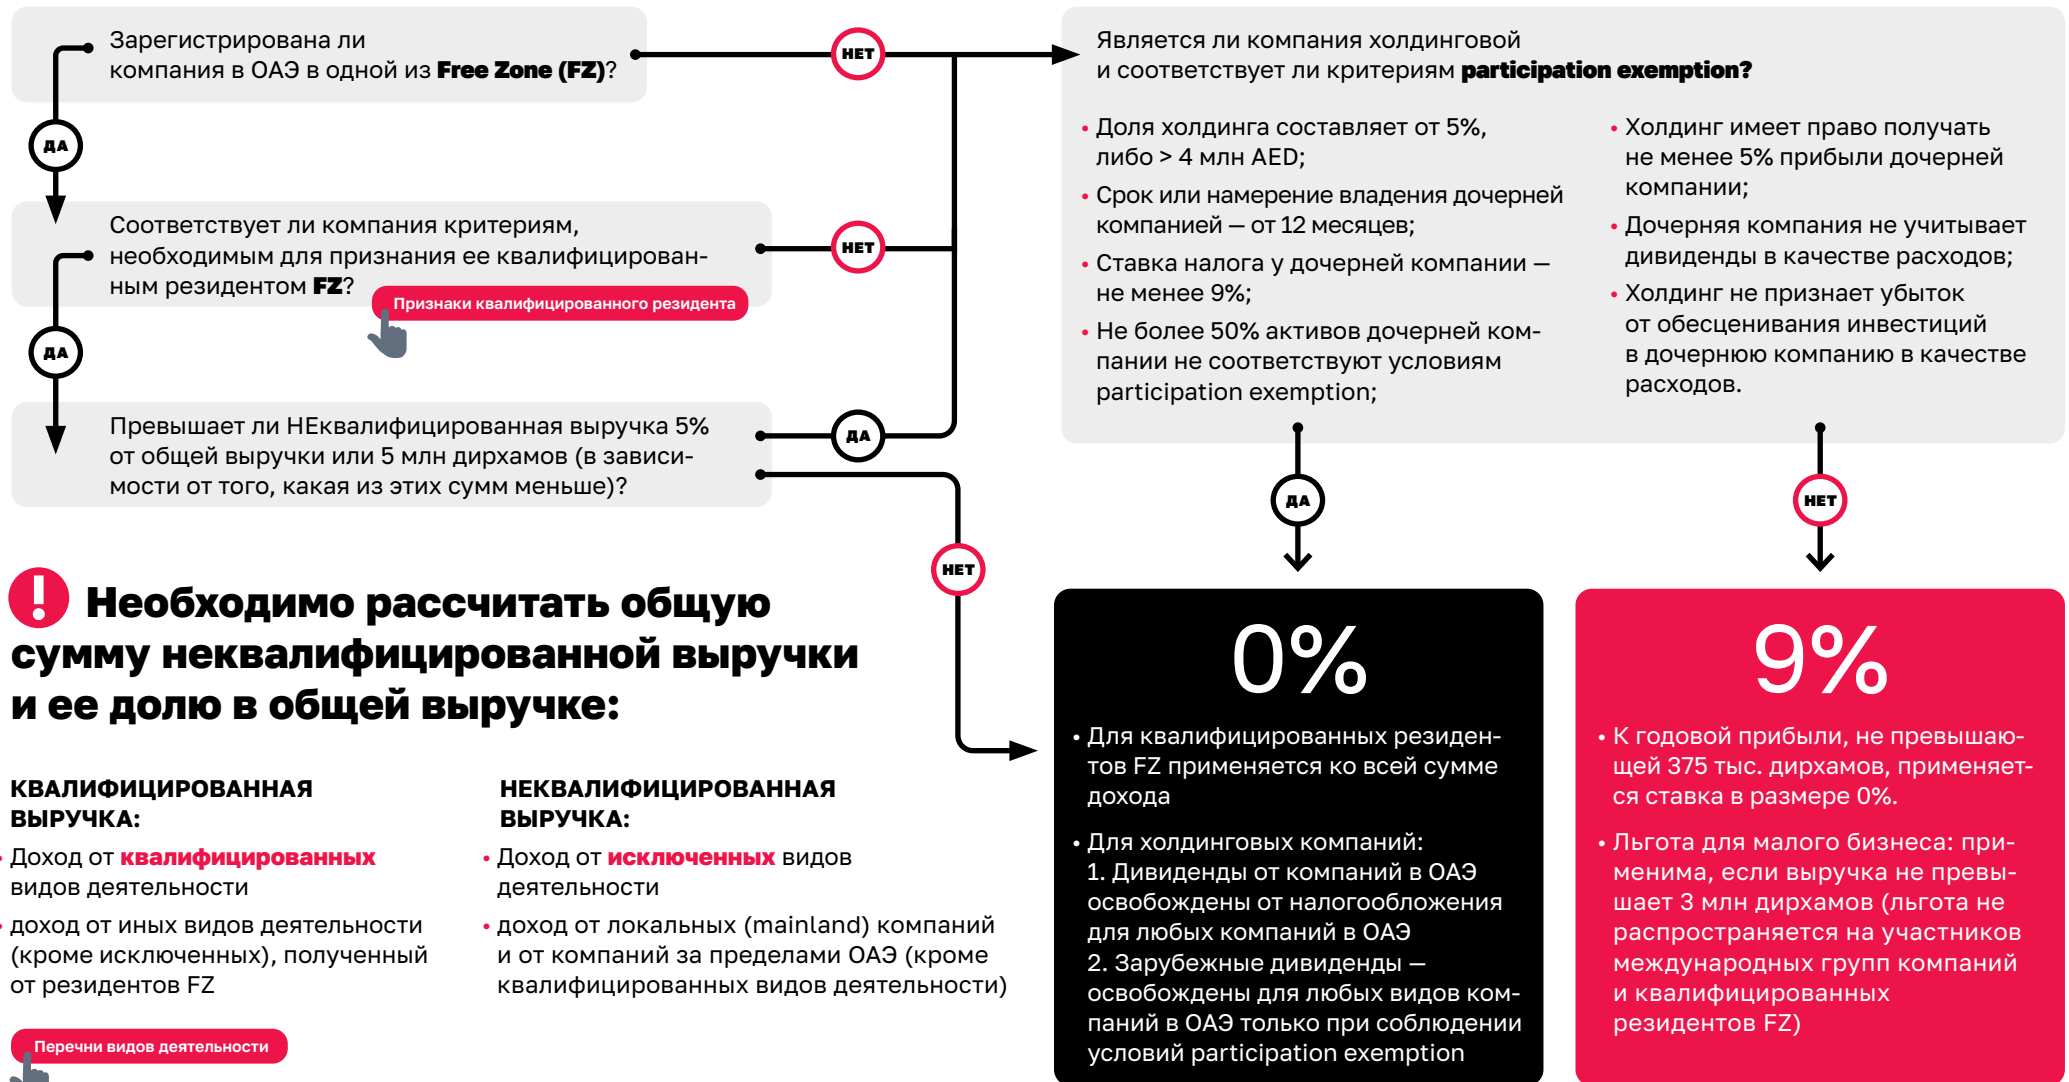 Зарегистрирована ли
компания в ОАЭ в одной из Free Zone (FZ)?
НЕТ
ДА
Соответствует ли компания критериям,
необходимым для признания ее квалифицирован-
ным резидентом FZ?
Признаки квалифицированного резидента
НЕТ
ДА
Превышает ли НЕквалифицированная выручка 5%
от общей выручки или 5 млн дирхамов (в зависи-
мости от того, какая из этих сумм меньше)?
ДА
НЕТ
Является ли компания холдинговой
и соответствует ли критериям participation exemption?
• Доля холдинга составляет от 5%,
либо > 4 млн AED;
• Срок или намерение владения дочерней
компанией — от 12 месяцев;
• Ставка налога у дочерней компании —
не менее 9%;
• Не более 50% активов дочерней ком-
пании не соответствуют условиям
participation exemption;
• Холдинг имеет право получать
не менее 5% прибыли дочерней
компании;
• Дочерняя компания не учитывает
дивиденды в качестве расходов;
• Холдинг не признает убыток
от обесценивания инвестиций
в дочернюю компанию в качестве
расходов.
ДА
НЕТ
! Необходимо рассчитать общую
сумму неквалифицированной выручки
и ее долю в общей выручке:
КВАЛИФИЦИРОВАННАЯ
ВЫРУЧКА:
• Доход от квалифицированных
видов деятельности
• доход от иных видов деятельности
(кроме исключенных), полученный
от резидентов FZ
НЕКВАЛИФИЦИРОВАННАЯ
ВЫРУЧКА:
• Доход от исключенных видов
деятельности
• доход от локальных (mainland) компаний
и от компаний за пределами ОАЭ (кроме
квалифицированных видов деятельности)
Перечни видов деятельности
0%
• Для квалифицированных резиден-
тов FZ применяется ко всей сумме
дохода
• Для холдинговых компаний:
1. Дивиденды от компаний в ОАЭ
освобождены от налогообложения
для любых компаний в ОАЭ
2. Зарубежные дивиденды —
освобождены для любых видов ком-
паний в ОАЭ только при соблюдении
условий participation exemption
9%
• К годовой прибыли, не превышаю-
щей 375 тыс. дирхамов, применяет-
ся ставка в размере 0%.
• Льгота для малого бизнеса: при-
менима, если выручка не превы-
шает 3 млн дирхамов (льгота не
распространяется на участников
международных групп компаний
и квалифицированных
резидентов FZ)